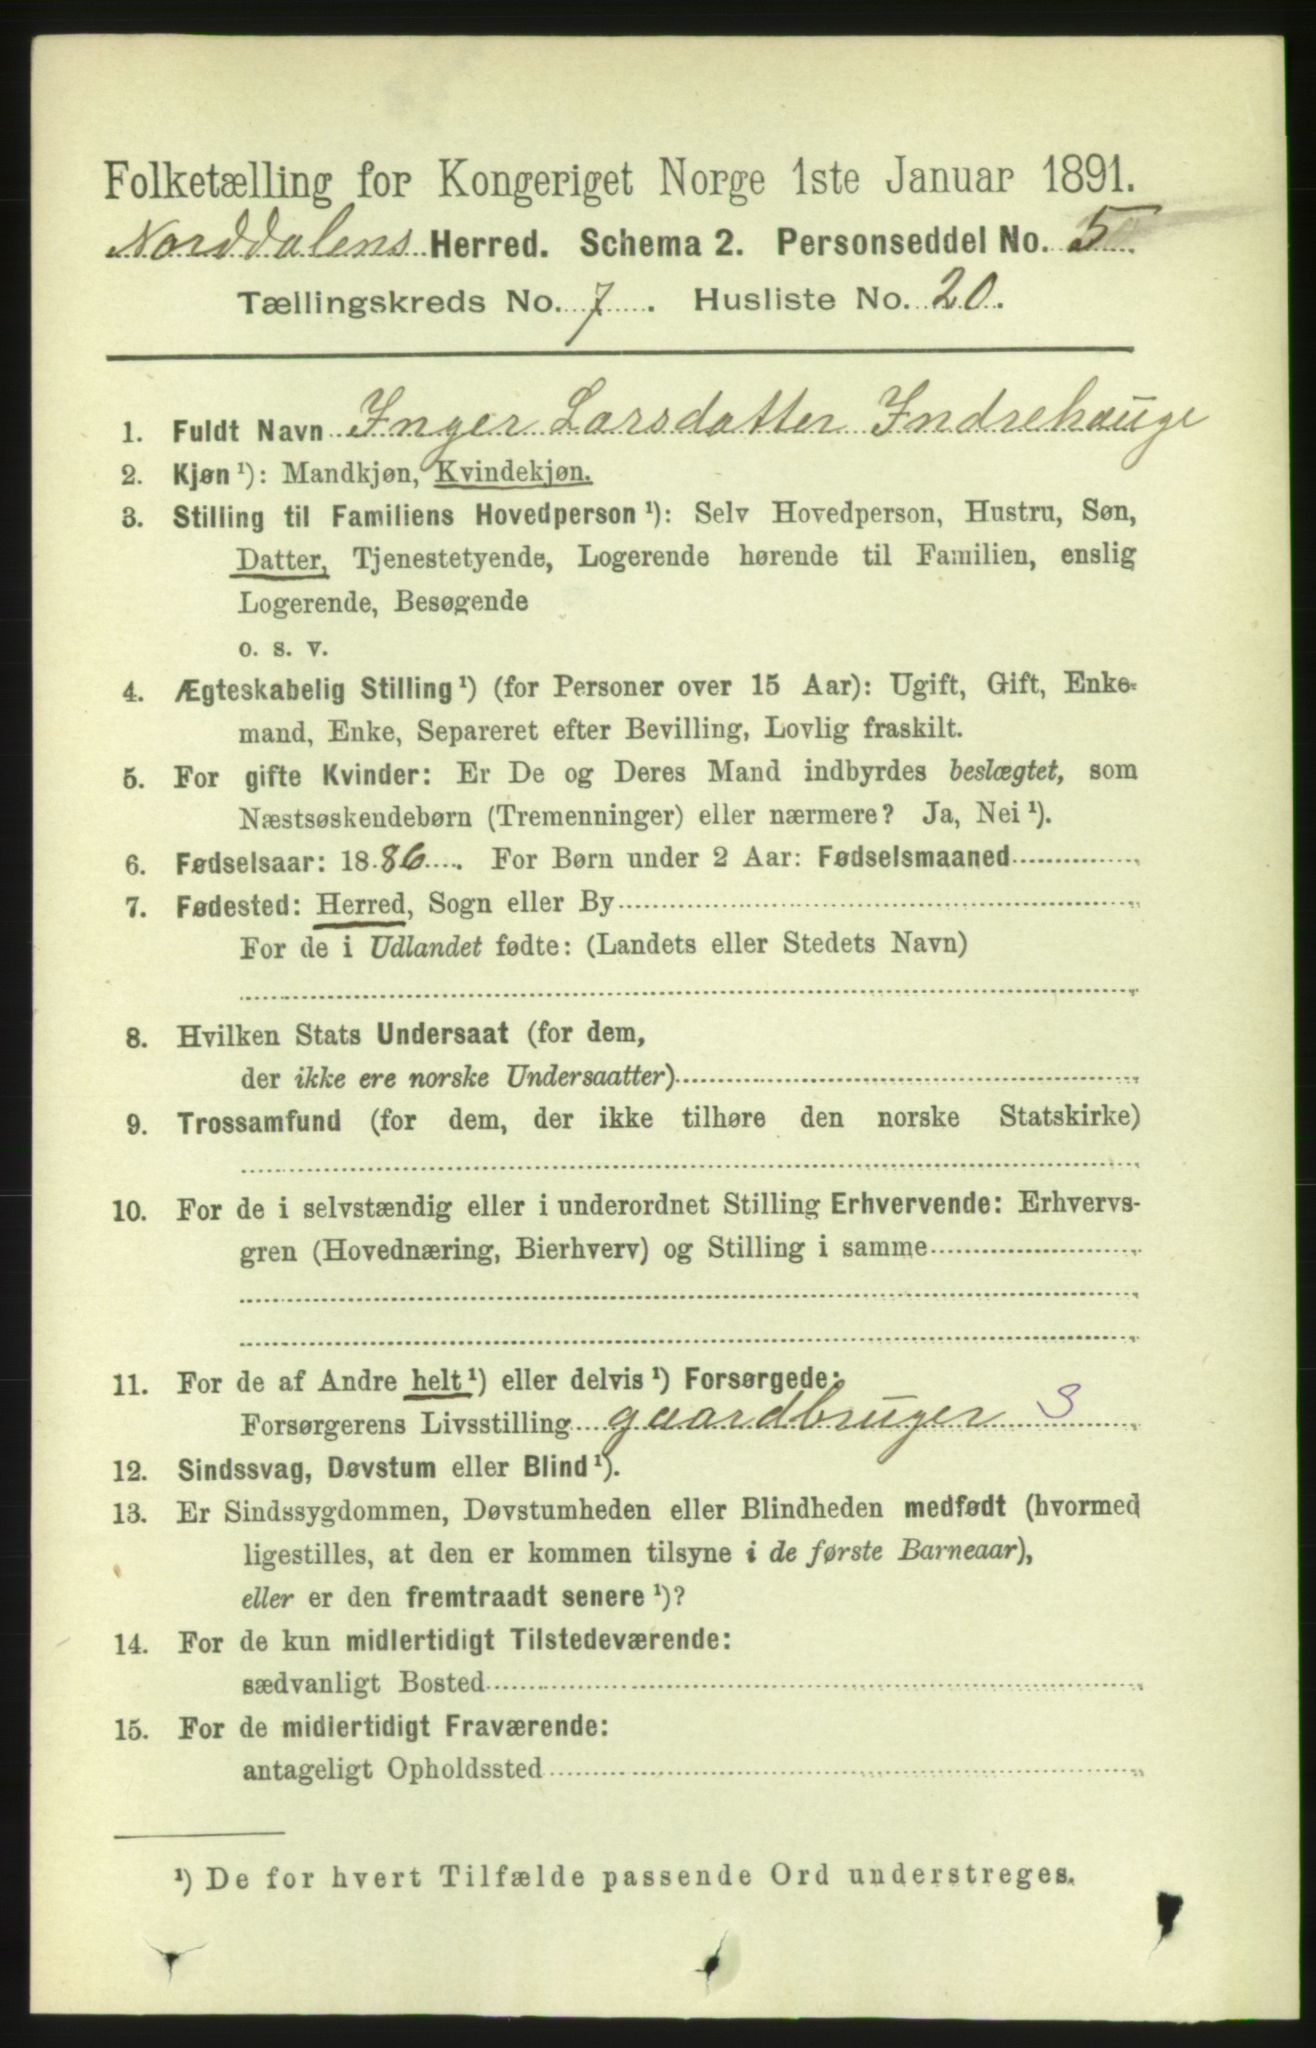 Folketælling for Kongeriget Norge 1ste Januar 1891.
Norddalens Herred. Schema 2. Personseddel No. 5.
Tællingskreds No. 7. Husliste No. 20.
1. Fuldt Navn Inger Larsdatter Indrehauge
2. Kjøn ¹): Mandkjøn, Kvindekjøn.
3. Stilling til Familiens Hovedperson ¹): Selv Hovedperson, Hustru, Søn,
Datter, Tjenestetyende, Logerende hørende til Familien, enslig
Logerende, Besøgende
o. s. v.
4. Ægteskabelig Stilling ¹) (for Personer over 15 Aar): Ugift, Gift, Enke-
mand, Enke, Separeret efter Bevilling, Lovlig fraskilt.
5. For gifte Kvinder: Er De og Deres Mand indbyrdes beslægtet, som
Næstsøskendebørn (Tremenninger) eller nærmere? Ja, Nei ¹).
6. Fødselsaar: 1886. For Børn under 2 Aar: Fødselsmaaned
7. Fødested: Herred, Sogn eller By
For de i Udlandet fødte: (Landets eller Stedets Navn)
8. Hvilken Stats Undersaat (for dem,
der ikke ere norske Undersaatter)
9. Trossamfund (for dem, der ikke tilhøre den norske Statskirke)
10. For de i selvstændig eller i underordnet Stilling Erhvervende: Erhvervs-
gren (Hovednæring, Bierhverv) og Stilling i samme
11. For de af Andre helt ¹) eller delvis ¹) Forsørgede:
Forsørgerens Livsstilling gaardbruger S
12. Sindssvag, Døvstum eller Blind ¹).
13. Er Sindssygdommen, Døvstumheden eller Blindheden medfødt (hvormed
ligestilles, at den er kommen tilsyne i de første Barneaar),
eller er den fremtraadt senere ¹)?
14. For de kun midlertidigt Tilstedeværende:
sædvanligt Bosted
15. For de midlertidigt Fraværende:
antageligt Opholdssted
¹) De for hvert Tilfælde passende Ord understreges.